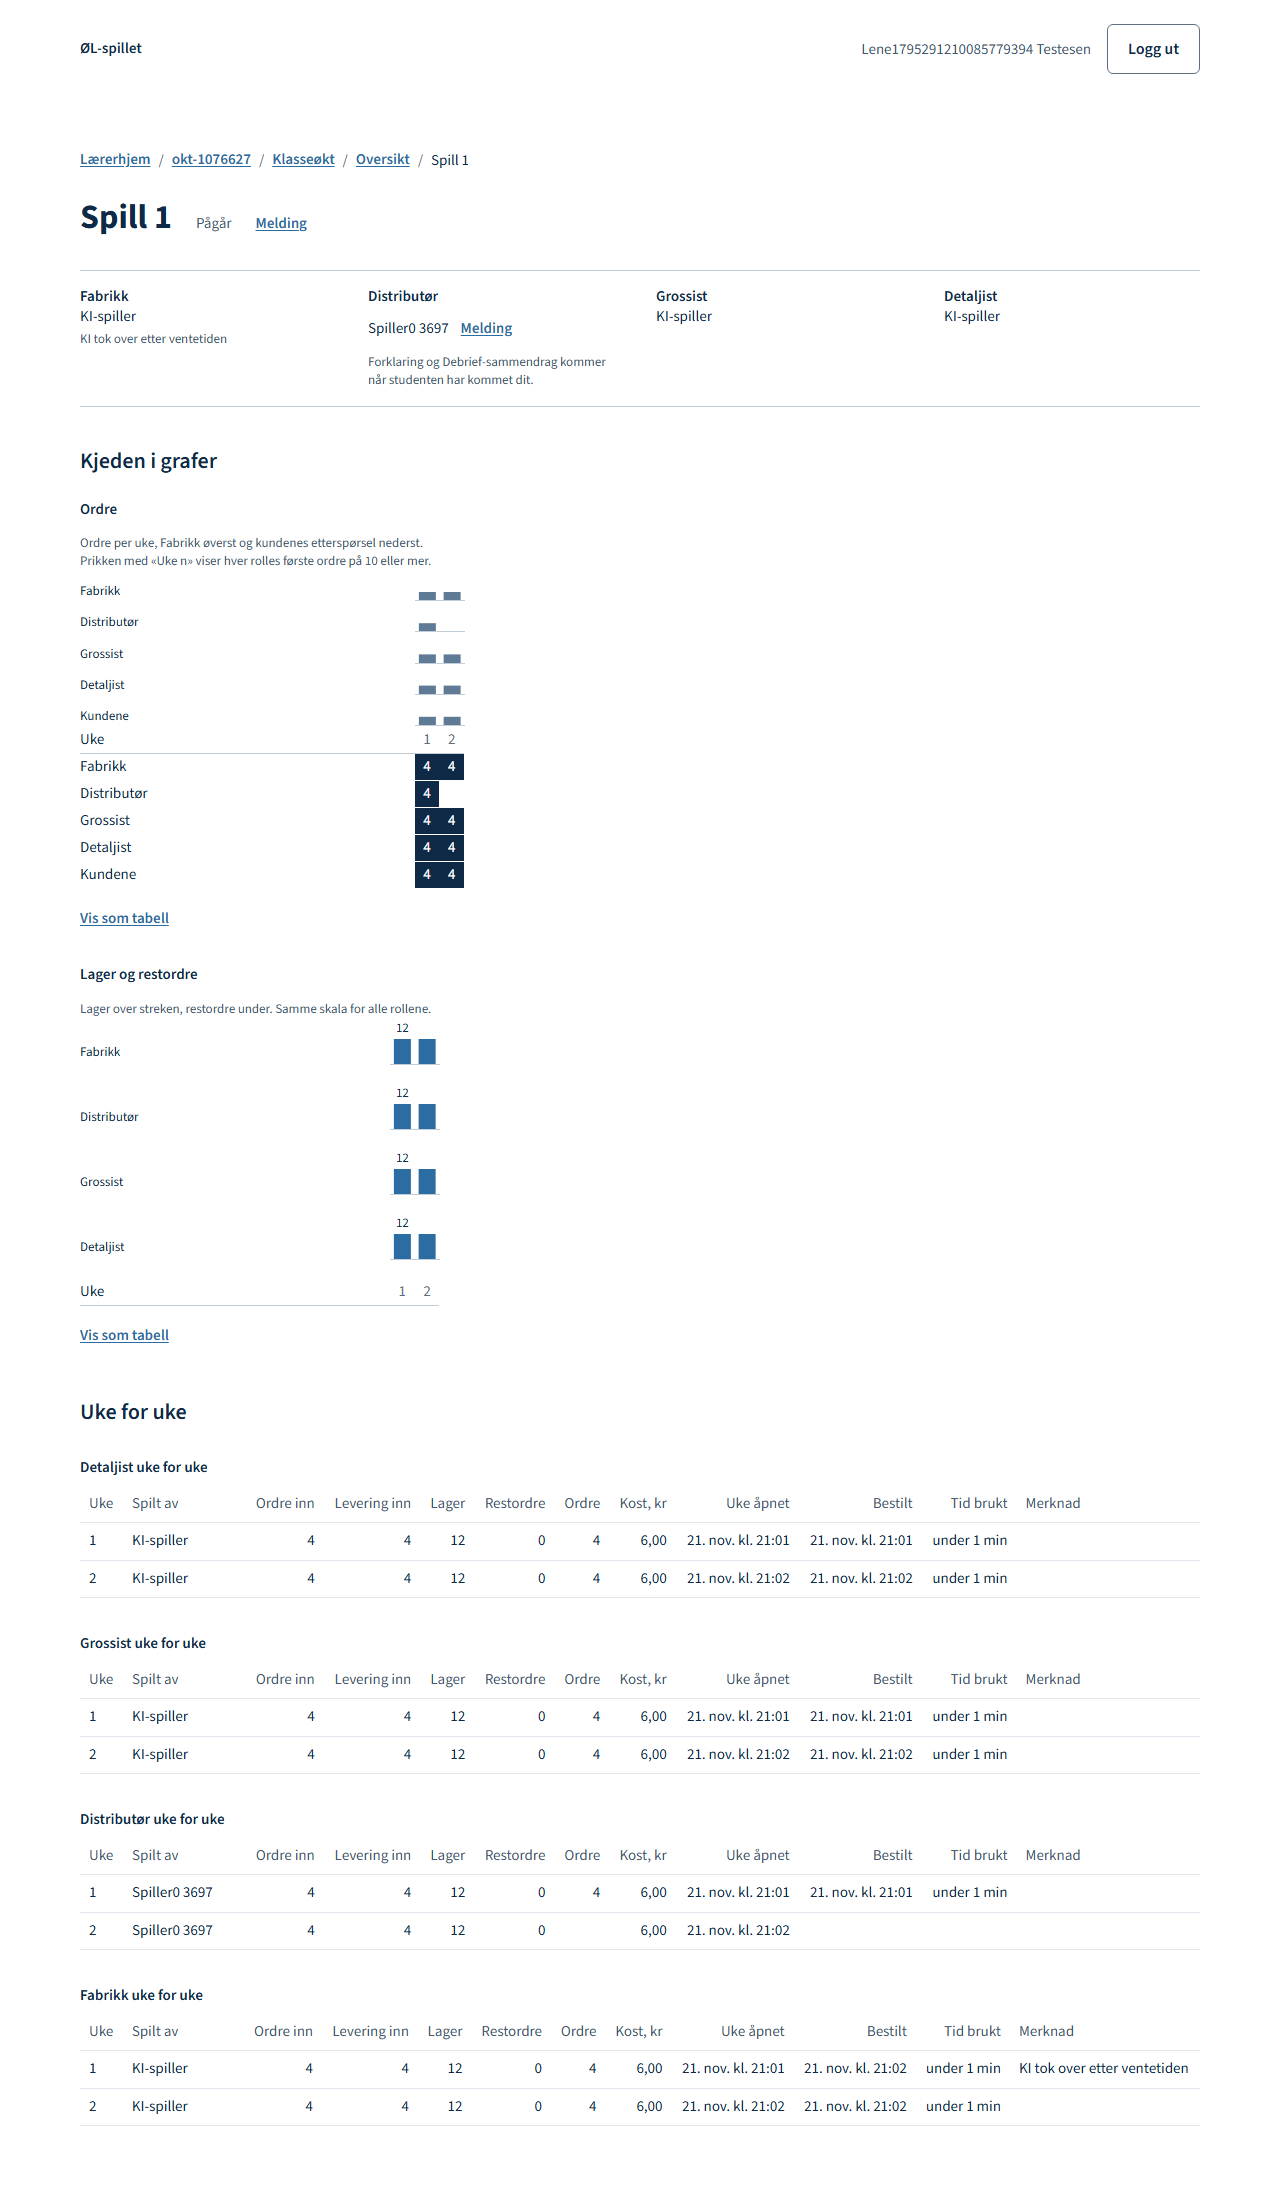 ØL-spillet
Lene1795291210085779394 Testesen
Logg ut
Lærerhjem / okt-1076627 / Klasseøkt / Oversikt / Spill 1
Spill 1 Pågår Melding
Fabrikk
KI-spiller
KI tok over etter ventetiden
Distributør
Spiller0 3697 Melding
Forklaring og Debrief-sammendrag kommer
når studenten har kommet dit.
Grossist
KI-spiller
Detaljist
KI-spiller
Kjeden i grafer
Ordre
Ordre per uke, Fabrikk øverst og kundenes etterspørsel nederst.
Prikken med «Uke n» viser hver rolles første ordre på 10 eller mer.
Fabrikk
Distributør
Grossist
Detaljist
Kundene
Uke 1 2
Fabrikk 4 4
Distributør 4
Grossist 4 4
Detaljist 4 4
Kundene 4 4
Vis som tabell
Lager og restordre
Lager over streken, restordre under. Samme skala for alle rollene.
12
Fabrikk
12
Distributør
12
Grossist
12
Detaljist
Uke 1 2
Vis som tabell
Uke for uke
Detaljist uke for uke
Uke Spilt av Ordre inn Levering inn Lager Restordre Ordre Kost, kr Uke åpnet Bestilt Tid brukt Merknad
1 KI-spiller 4 4 12 0 4 6,00 21. nov. kl. 21:01 21. nov. kl. 21:01 under 1 min
2 KI-spiller 4 4 12 0 4 6,00 21. nov. kl. 21:02 21. nov. kl. 21:02 under 1 min
Grossist uke for uke
Uke Spilt av Ordre inn Levering inn Lager Restordre Ordre Kost, kr Uke åpnet Bestilt Tid brukt Merknad
1 KI-spiller 4 4 12 0 4 6,00 21. nov. kl. 21:01 21. nov. kl. 21:01 under 1 min
2 KI-spiller 4 4 12 0 4 6,00 21. nov. kl. 21:02 21. nov. kl. 21:02 under 1 min
Distributør uke for uke
Uke Spilt av Ordre inn Levering inn Lager Restordre Ordre Kost, kr Uke åpnet Bestilt Tid brukt Merknad
1 Spiller0 3697 4 4 12 0 4 6,00 21. nov. kl. 21:01 21. nov. kl. 21:01 under 1 min
2 Spiller0 3697 4 4 12 0 6,00 21. nov. kl. 21:02
Fabrikk uke for uke
Uke Spilt av Ordre inn Levering inn Lager Restordre Ordre Kost, kr Uke åpnet Bestilt Tid brukt Merknad
1 KI-spiller 4 4 12 0 4 6,00 21. nov. kl. 21:01 21. nov. kl. 21:02 under 1 min KI tok over etter ventetiden
2 KI-spiller 4 4 12 0 4 6,00 21. nov. kl. 21:02 21. nov. kl. 21:02 under 1 min